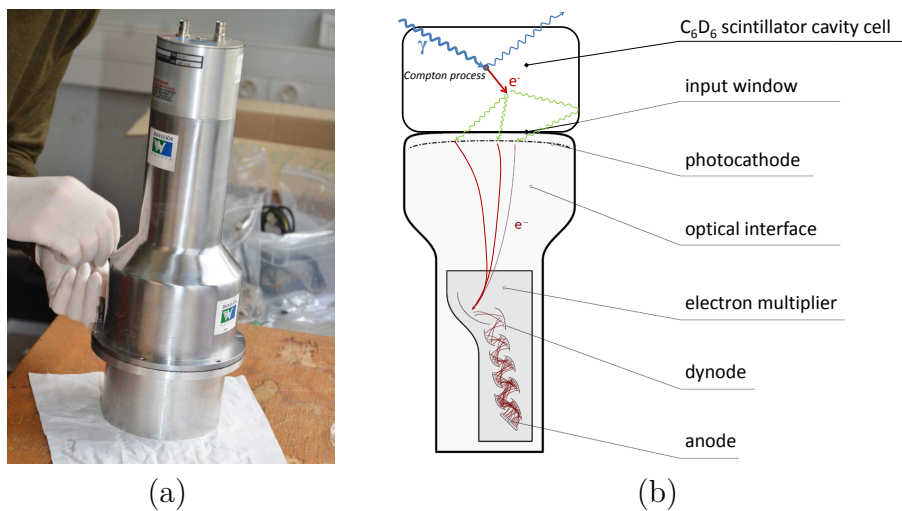 γ
Compton process
e⁻
e⁻
C₆D₆ scintillator cavity cell
input window
photocathode
optical interface
electron multiplier
dynode
anode
(a)
(b)